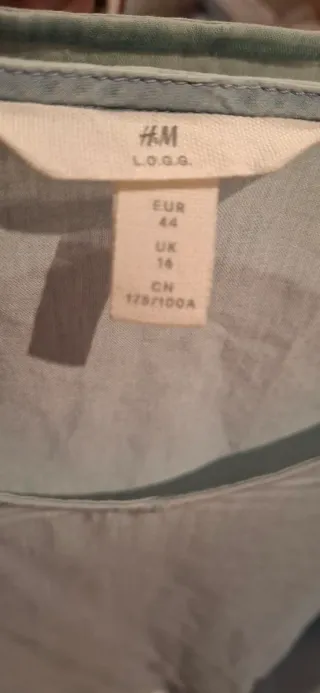 H&M
L.O.G.G.
EUR
44
UK
16
CN
175/100A